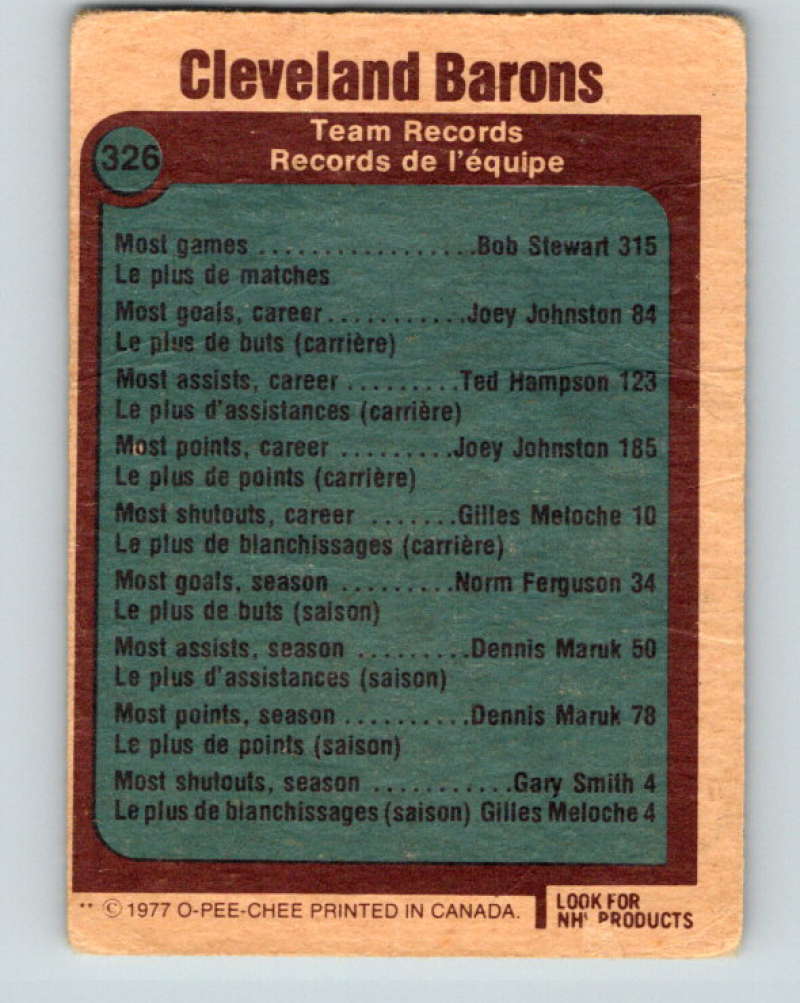 Cleveland Barons
326
Team Records
Records de l'équipe
Most games .................Bob Stewart 315
Le plus de matches
Most goals, career...........Joey Johnston 84
Le plus de buts (carrière)
Most assists, career .........Ted Hampson 123
Le plus d'assistances (carrière)
Most points, career .........Joey Johnston 185
Le plus de points (carrière)
Most shutouts, career .......Gilles Meloche 10
Le plus de blanchissages (carrière)
Most goals, season .........Norm Ferguson 34
Le plus de buts (saison)
Most assists, season .........Dennis Maruk 50
Le plus d'assistances (saison)
Most points, season ..........Dennis Maruk 78
Le plus de points (saison)
Most shutouts, season ...........Gary Smith 4
Le plus de blanchissages (saison) Gilles Meloche 4
** © 1977 O-PEE-CHEE PRINTED IN CANADA.
LOOK FOR
NHL PRODUCTS